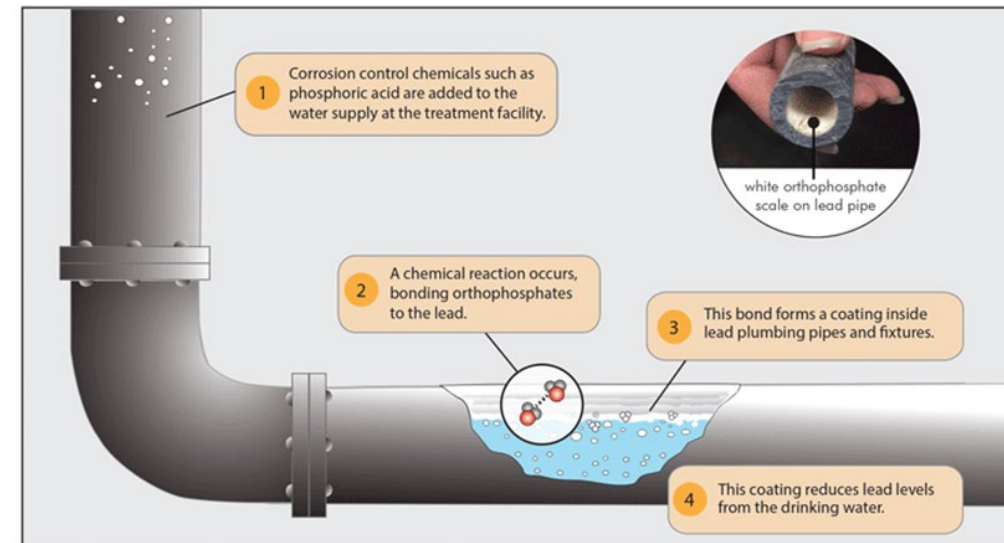 1
Corrosion control chemicals such as
phosphoric acid are added to the
water supply at the treatment facility.
white orthophosphate
scale on lead pipe
2
A chemical reaction occurs,
bonding orthophosphates
to the lead.
3
This bond forms a coating inside
lead plumbing pipes and fixtures.
4
This coating reduces lead levels
from the drinking water.